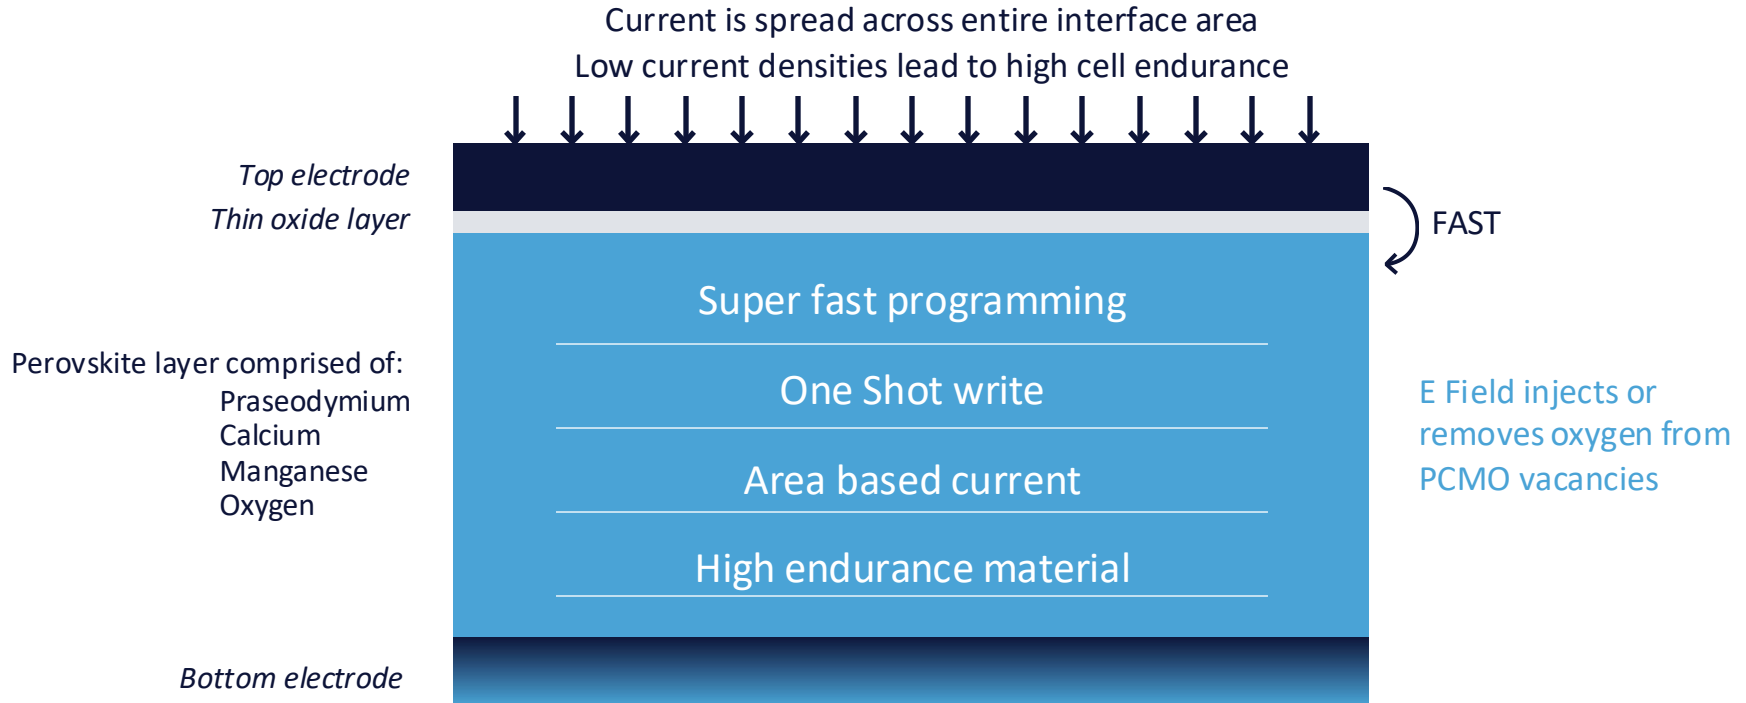 Current is spread across entire interface area
Low current densities lead to high cell endurance
Top electrode
Thin oxide layer
FAST
Super fast programming
Perovskite layer comprised of:
Praseodymium
Calcium
Manganese
Oxygen
One Shot write
Area based current
High endurance material
E Field injects or
removes oxygen from
PCMO vacancies
Bottom electrode